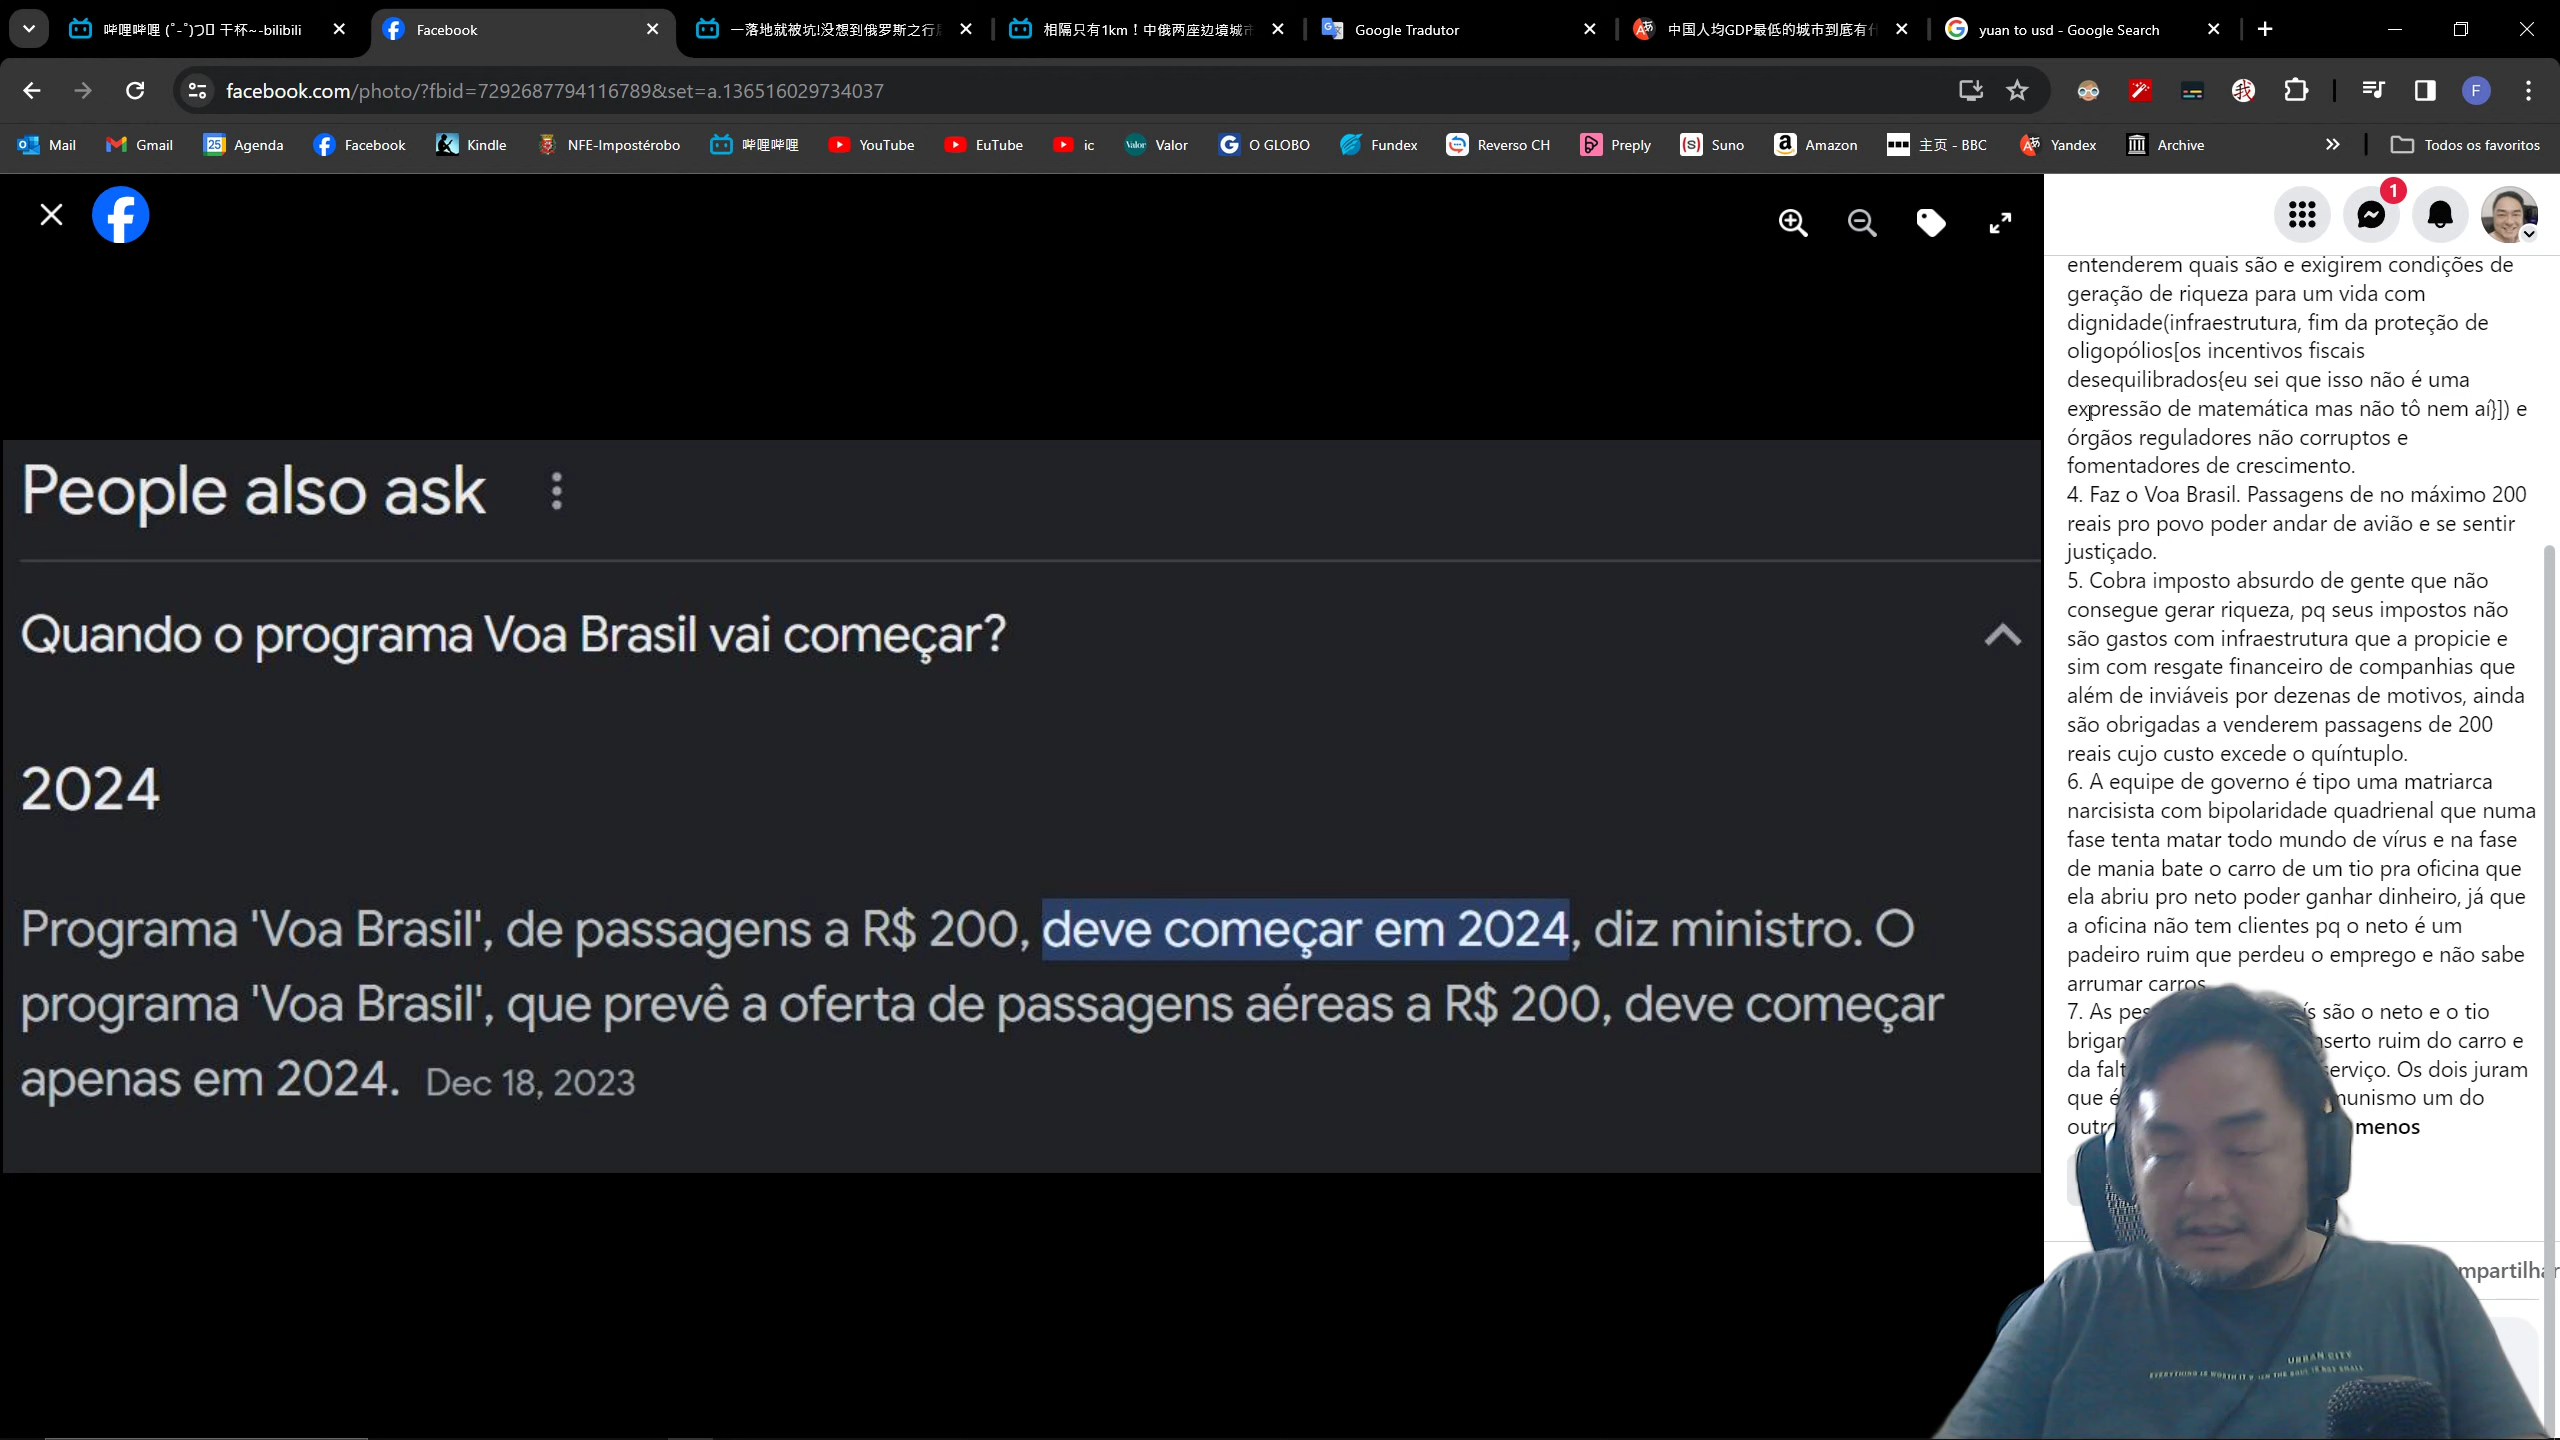 哔哩哔哩 (゜-゜)つロ 干杯~-bilibili
Facebook
一落地就被坑!没想到俄罗斯之行
相隔只有1km！中俄两座边境城
Google Tradutor
中国人均GDP最低的城市到底有
yuan to usd - Google Search
facebook.com/photo/?fbid=7292687794116789&set=a.136516029734037
F
Mail
Gmail
25
Agenda
Facebook
Kindle
NFE-Impostérobo
哔哩哔哩
YouTube
EuTube
ic
Valor
Valor
O GLOBO
Fundex
Reverso CH
Preply
Suno
Amazon
主页 - BBC
Yandex
Archive
Todos os favoritos
1
People also ask
Quando o programa Voa Brasil vai começar?
2024
Programa 'Voa Brasil', de passagens a R$ 200, deve começar em 2024, diz ministro. O
programa 'Voa Brasil', que prevê a oferta de passagens aéreas a R$ 200, deve começar
apenas em 2024. Dec 18, 2023
entenderem quais são e exigirem condições de
geração de riqueza para um vida com
dignidade(infraestrutura, fim da proteção de
oligopólios[os incentivos fiscais
desequilibrados{eu sei que isso não é uma
expressão de matemática mas não tô nem aí}]) e
órgãos reguladores não corruptos e
fomentadores de crescimento.
4. Faz o Voa Brasil. Passagens de no máximo 200
reais pro povo poder andar de avião e se sentir
justiçado.
5. Cobra imposto absurdo de gente que não
consegue gerar riqueza, pq seus impostos não
são gastos com infraestrutura que a propicie e
sim com resgate financeiro de companhias que
além de inviáveis por dezenas de motivos, ainda
são obrigadas a venderem passagens de 200
reais cujo custo excede o quíntuplo.
6. A equipe de governo é tipo uma matriarca
narcisista com bipolaridade quadrienal que numa
fase tenta matar todo mundo de vírus e na fase
de mania bate o carro de um tio pra oficina que
ela abriu pro neto poder ganhar dinheiro, já que
a oficina não tem clientes pq o neto é um
padeiro ruim que perdeu o emprego e não sabe
arrumar carros
7. As são o neto e o tio
ruim do carro e
da serviço. Os dois juram
que um do
menos
URBAN CITY